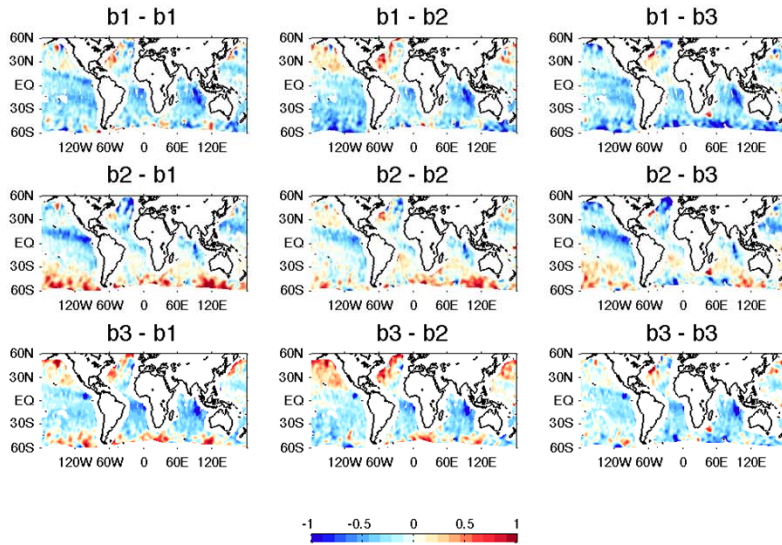 b1 - b1 b1 - b2 b1 - b3
60N 60N 60N
30N 30N 30N
EQ EQ EQ
30S 30S 30S
60S 60S 60S
120W 60W 0 60E 120E 120W 60W 0 60E 120E 120W 60W 0 60E 120E
b2 - b1 b2 - b2 b2 - b3
60N 60N 60N
30N 30N 30N
EQ EQ EQ
30S 30S 30S
60S 60S 60S
120W 60W 0 60E 120E 120W 60W 0 60E 120E 120W 60W 0 60E 120E
b3 - b1 b3 - b2 b3 - b3
60N 60N 60N
30N 30N 30N
EQ EQ EQ
30S 30S 30S
60S 60S 60S
120W 60W 0 60E 120E 120W 60W 0 60E 120E 120W 60W 0 60E 120E
-1 -0.5 0 0.5 1